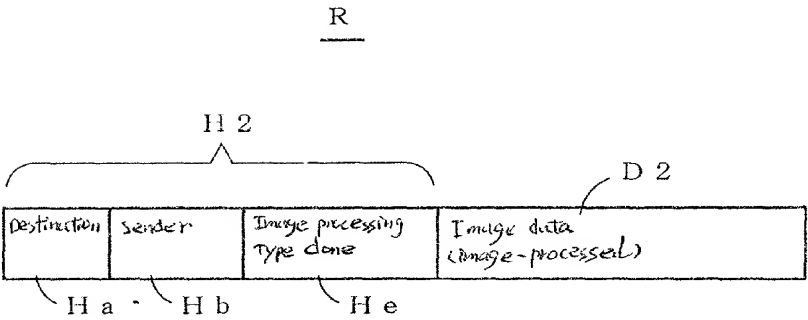 R
H 2
D 2
Destination
Sender
Image processing
Type done
Image data
(image-processed)
H a
H b
H e